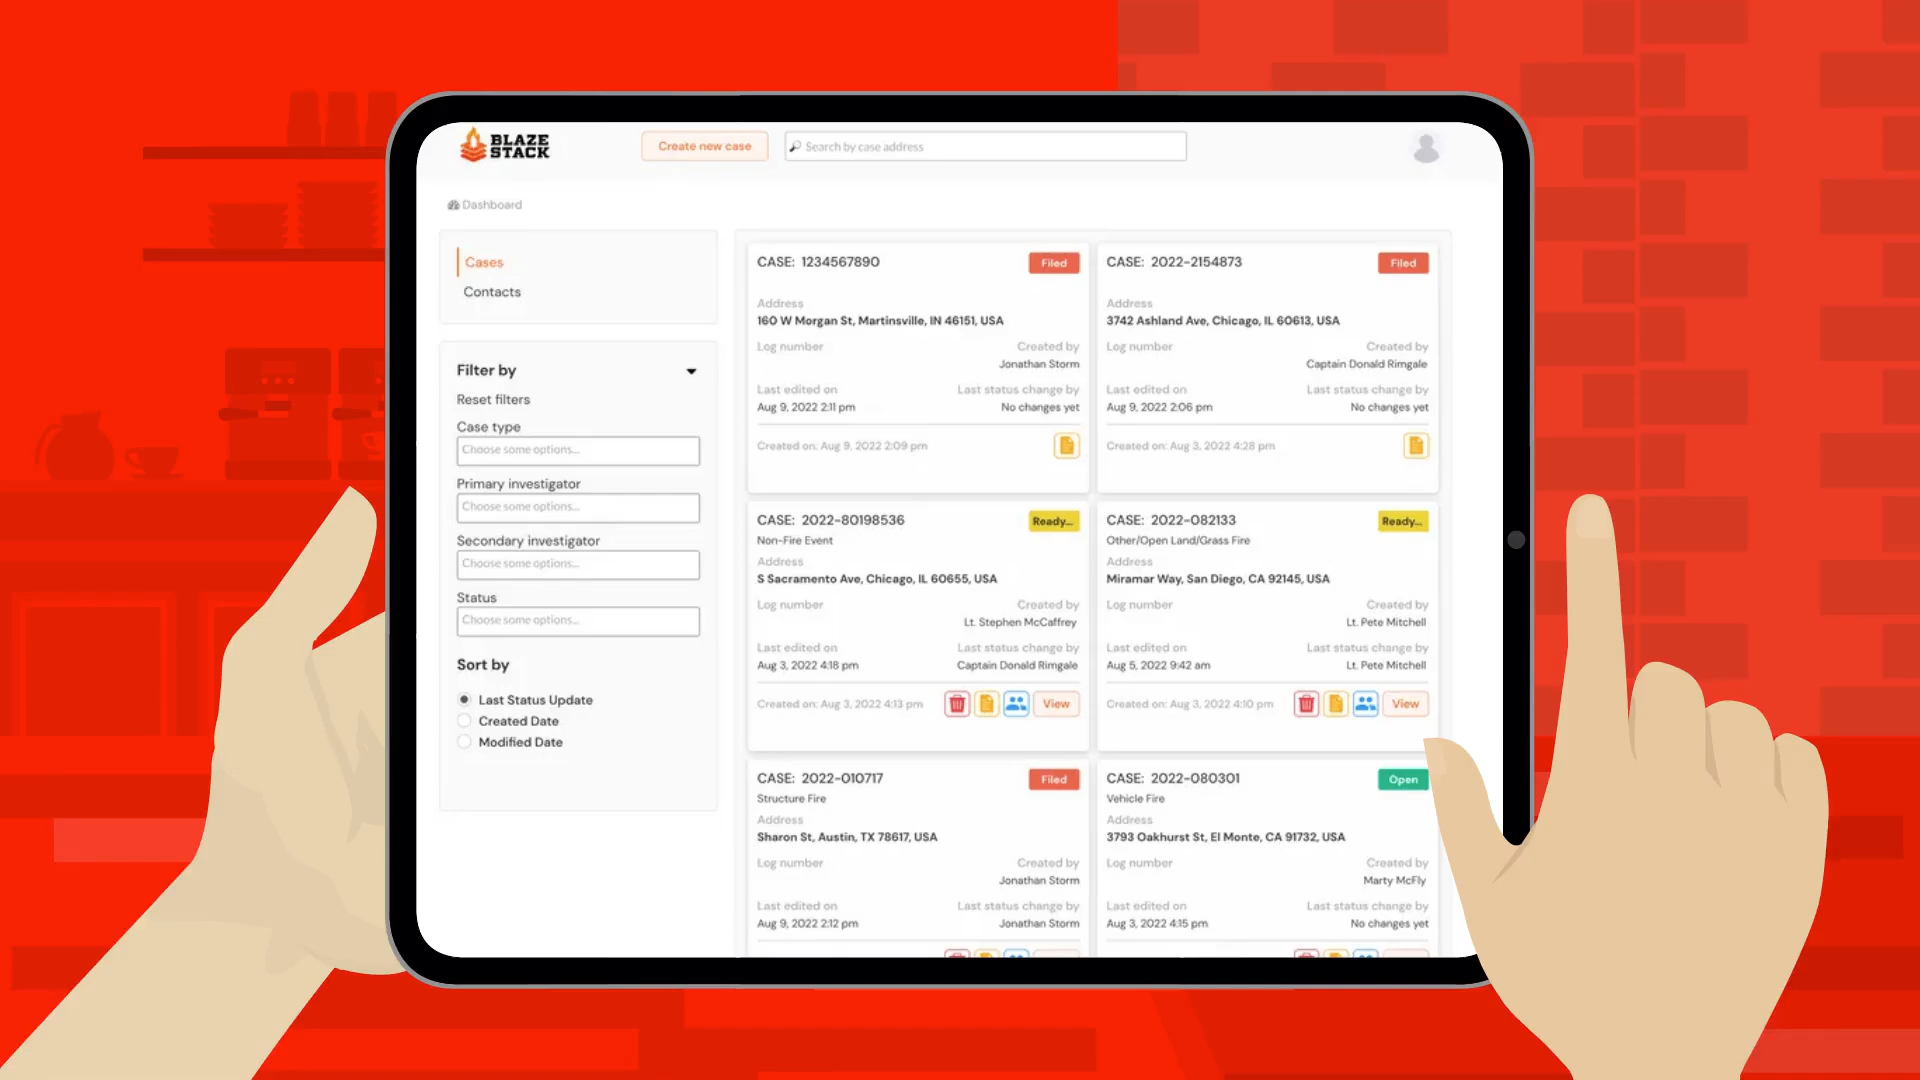 BLAZE
STACK
Create new case
Search by case address
Dashboard
Cases
Contacts
Filter by
Reset filters
Case type
Choose some options...
Primary investigator
Choose some options...
Secondary investigator
Choose some options...
Status
Choose some options...
Sort by
Last Status Update
Created Date
Modified Date
CASE: 1234567890 Filed
Address
160 W Morgan St, Martinsville, IN 46151, USA
Log number Created by
Jonathan Storm
Last edited on Last status change by
Aug 9, 2022 2:11 pm No changes yet
Created on: Aug 9, 2022 2:09 pm
CASE: 2022-2154873 Filed
Address
3742 Ashland Ave, Chicago, IL 60613, USA
Log number Created by
Captain Donald Rimgale
Last edited on Last status change by
Aug 9, 2022 2:06 pm No changes yet
Created on: Aug 3, 2022 4:28 pm
CASE: 2022-80198536 Ready...
Non-Fire Event
Address
S Sacramento Ave, Chicago, IL 60655, USA
Log number Created by
Lt. Stephen McCaffrey
Last edited on Last status change by
Aug 3, 2022 4:18 pm Captain Donald Rimgale
Created on: Aug 3, 2022 4:13 pm View
CASE: 2022-082133 Ready...
Other/Open Land/Grass Fire
Address
Miramar Way, San Diego, CA 92145, USA
Log number Created by
Lt. Pete Mitchell
Last edited on Last status change by
Aug 5, 2022 9:42 am Lt. Pete Mitchell
Created on: Aug 3, 2022 4:10 pm View
CASE: 2022-010717 Filed
Structure Fire
Address
Sharon St, Austin, TX 78617, USA
Log number Created by
Jonathan Storm
Last edited on Last status change by
Aug 9, 2022 2:12 pm Jonathan Storm
CASE: 2022-080301 Open
Vehicle Fire
Address
3793 Oakhurst St, El Monte, CA 91732, USA
Log number Created by
Marty McFly
Last edited on Last status change by
Aug 3, 2022 4:15 pm No changes yet